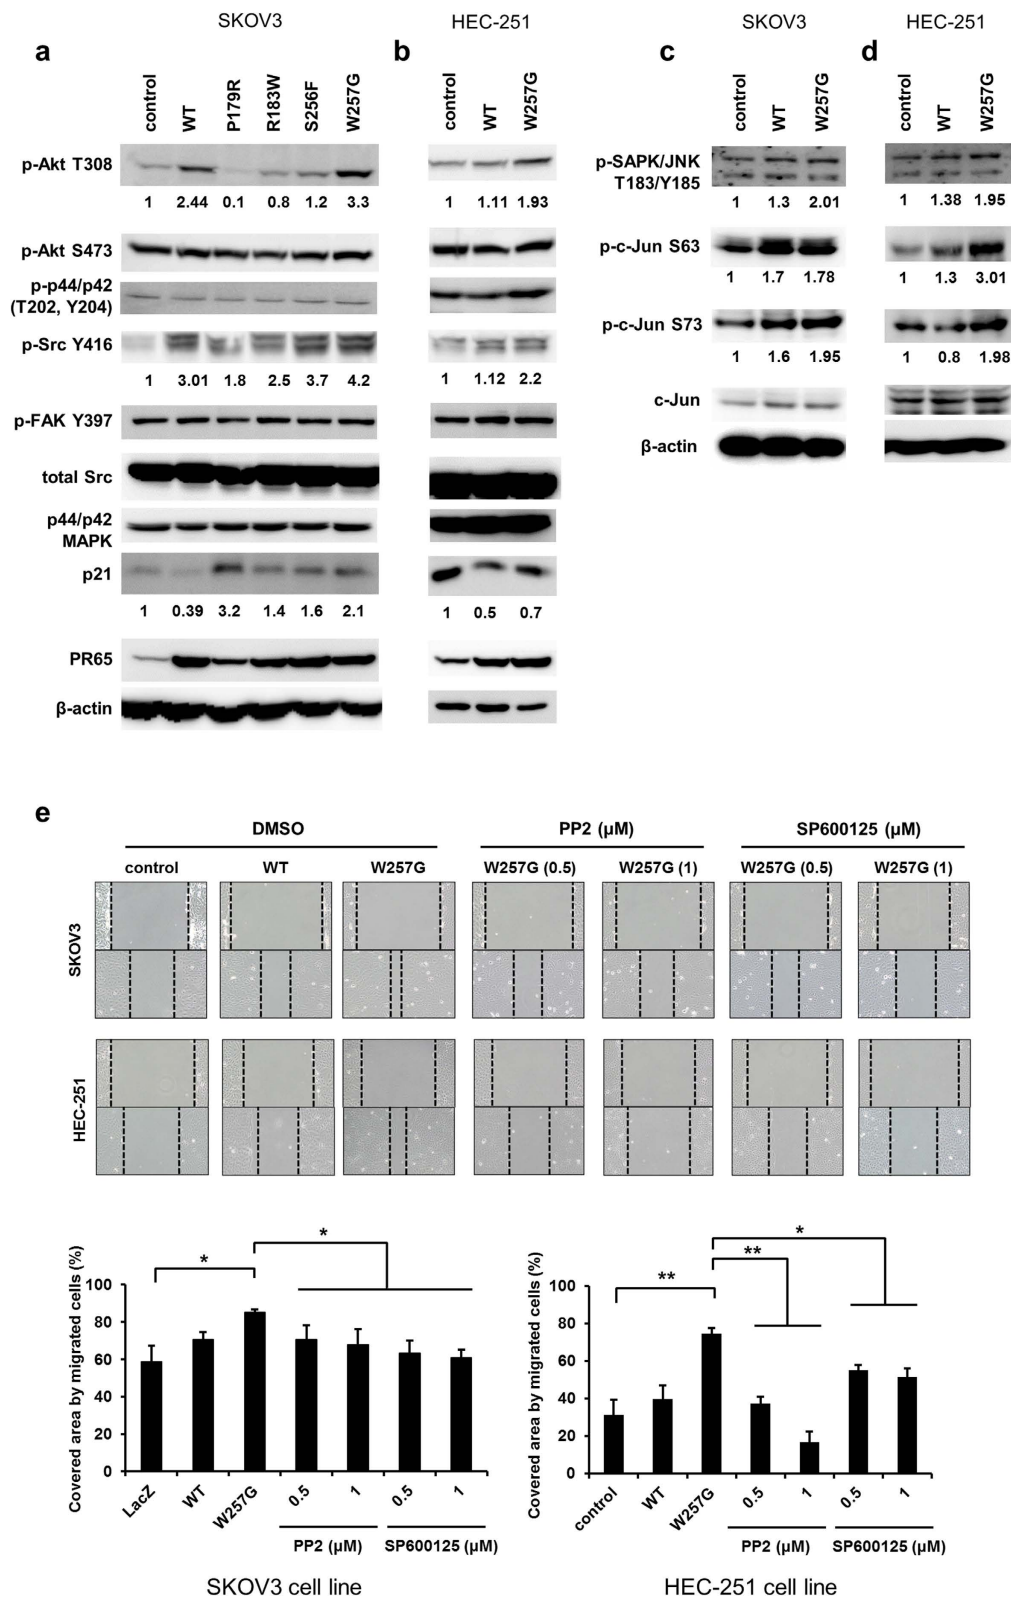 SKOV3
HEC-251
SKOV3
HEC-251
a
b
c
d
control WT P179R R183W S256F W257G
control WT W257G
control WT W257G
control WT W257G
p-Akt T308
1 2.44 0.1 0.8 1.2 3.3
1 1.11 1.93
p-Akt S473
p-p44/p42
(T202, Y204)
p-Src Y416
1 3.01 1.8 2.5 3.7 4.2
1 1.12 2.2
p-FAK Y397
total Src
p44/p42
MAPK
p21
1 0.39 3.2 1.4 1.6 2.1
1 0.5 0.7
PR65
β-actin
p-SAPK/JNK
T183/Y185
1 1.3 2.01
1 1.38 1.95
p-c-Jun S63
1 1.7 1.78
1 1.3 3.01
p-c-Jun S73
1 1.6 1.95
1 0.8 1.98
c-Jun
β-actin
e
DMSO
PP2 (µM)
SP600125 (µM)
control WT W257G W257G (0.5) W257G (1) W257G (0.5) W257G (1)
SKOV3
HEC-251
Covered area by migrated cells (%)
100
80
60
40
20
0
*
*
LacZ WT W257G 0.5 1 0.5 1
PP2 (µM) SP600125 (µM)
SKOV3 cell line
Covered area by migrated cells (%)
100
80
60
40
20
0
**
**
*
control WT W257G 0.5 1 0.5 1
PP2 (µM) SP600125 (µM)
HEC-251 cell line